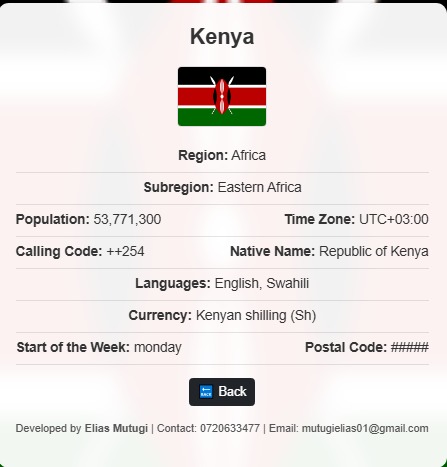 Kenya
Region: Africa
Subregion: Eastern Africa
Population: 53,771,300 Time Zone: UTC+03:00
Calling Code: ++254 Native Name: Republic of Kenya
Languages: English, Swahili
Currency: Kenyan shilling (Sh)
Start of the Week: monday Postal Code: #####
BACK Back
Developed by Elias Mutugi | Contact: 0720633477 | Email: mutugielias01@gmail.com